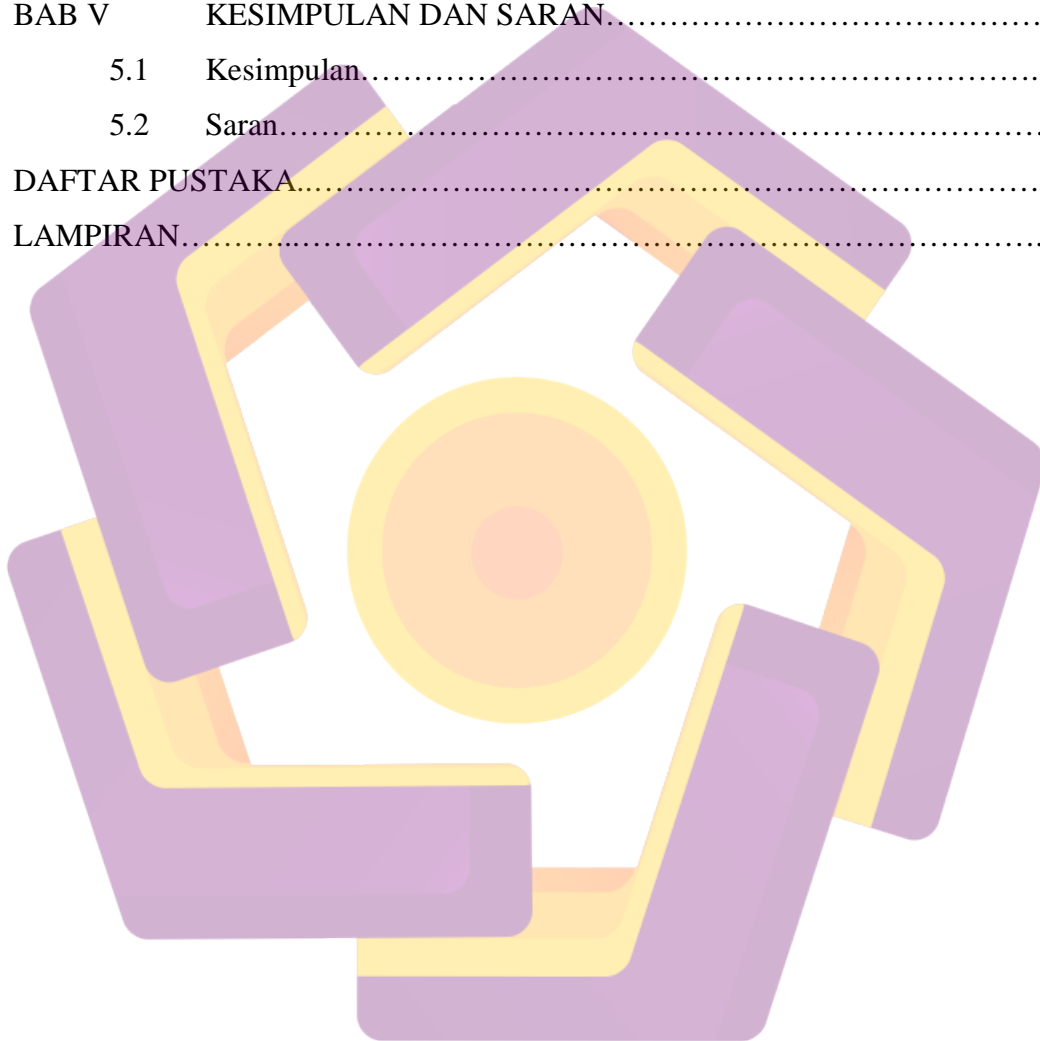 BAB V KESIMPULAN DAN SARAN……………………………………
5.1 Kesimpulan…………………………………………………………...
5.2 Saran…………………………………………………………………
DAFTAR PUSTAKA………………...……………………………………………
LAMPIRAN……………………………………………………………………